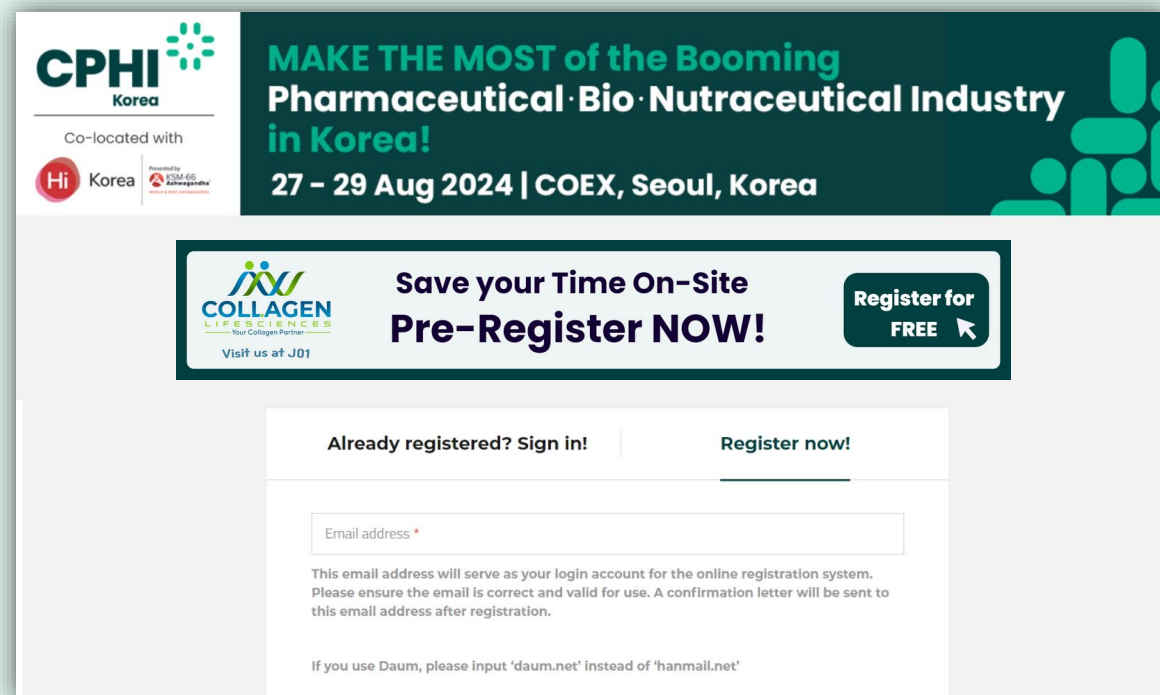 CPHI
Korea
Co-located with
Hi Korea
Presented by
KSM-66
Ashwagandha
WORLD'S BEST ASHWAGANDHA
MAKE THE MOST of the Booming
Pharmaceutical·Bio·Nutraceutical Industry
in Korea!
27 – 29 Aug 2024 | COEX, Seoul, Korea
COLLAGEN
LIFESCIENCES
Your Collagen Partner
Visit us at J01
Save your Time On-Site
Pre-Register NOW!
Register for
FREE
Already registered? Sign in!
Register now!
Email address *
This email address will serve as your login account for the online registration system.
Please ensure the email is correct and valid for use. A confirmation letter will be sent to
this email address after registration.
If you use Daum, please input ‘daum.net’ instead of ‘hanmail.net’